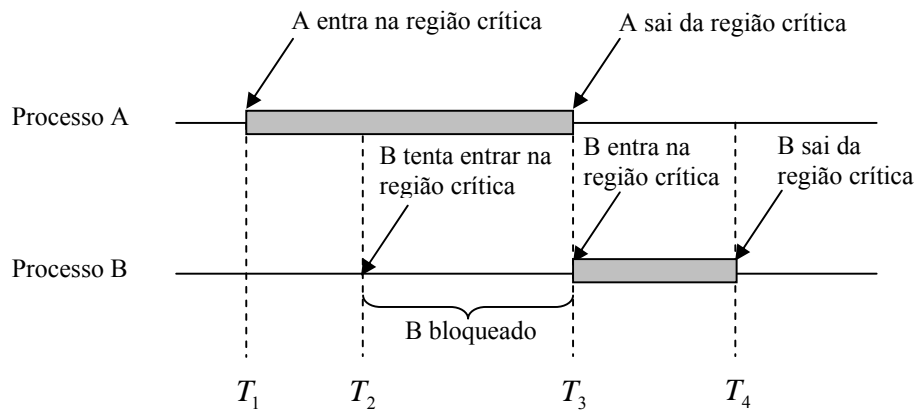 A entra na região crítica
A sai da região crítica
Processo A
B tenta entrar na
região crítica
B entra na
região crítica
B sai da
região crítica
Processo B
B bloqueado
T1
T2
T3
T4